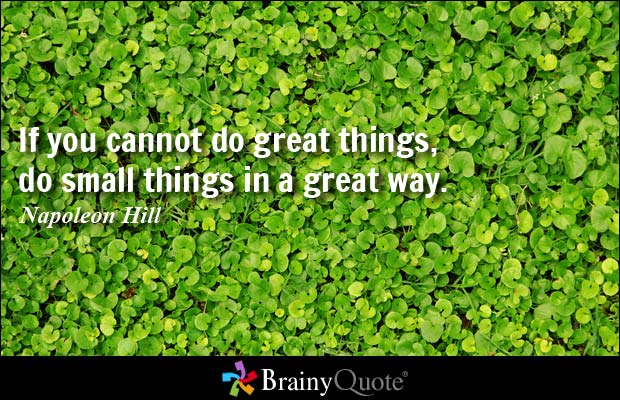 If you cannot do great things,
do small things in a great way.
Napoleon Hill
BrainyQuote®